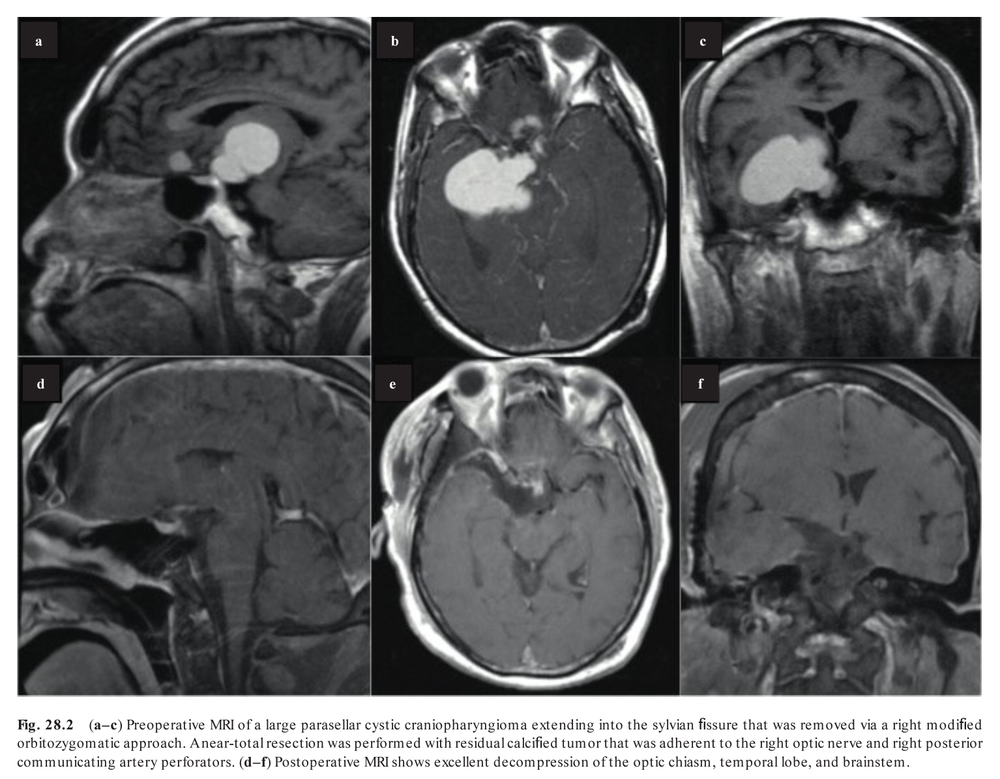 a
b
c
d
e
f
Fig. 28.2 (a–c) Preoperative MRI of a large parasellar cystic craniopharyngioma extending into the sylvian fissure that was removed via a right modified
orbitozygomatic approach. A near-total resection was performed with residual calcified tumor that was adherent to the right optic nerve and right posterior
communicating artery perforators. (d–f) Postoperative MRI shows excellent decompression of the optic chiasm, temporal lobe, and brainstem.